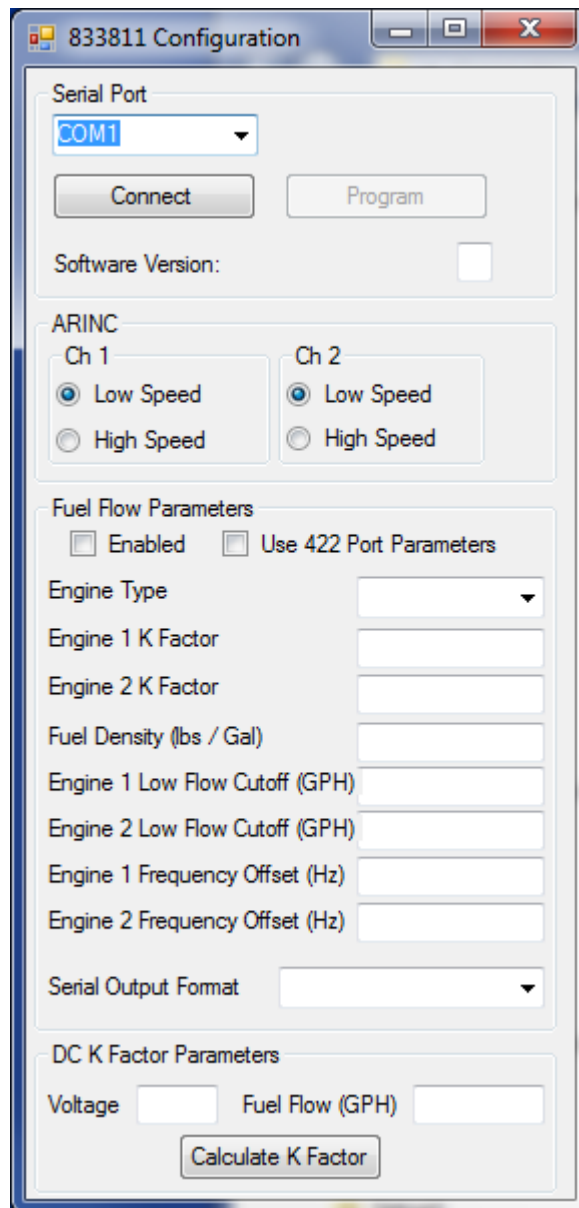 833811 Configuration
Serial Port
COM1
Connect Program
Software Version:
ARINC
Ch 1 Ch 2
Low Speed Low Speed
High Speed High Speed
Fuel Flow Parameters
Enabled Use 422 Port Parameters
Engine Type
Engine 1 K Factor
Engine 2 K Factor
Fuel Density (lbs / Gal)
Engine 1 Low Flow Cutoff (GPH)
Engine 2 Low Flow Cutoff (GPH)
Engine 1 Frequency Offset (Hz)
Engine 2 Frequency Offset (Hz)
Serial Output Format
DC K Factor Parameters
Voltage Fuel Flow (GPH)
Calculate K Factor